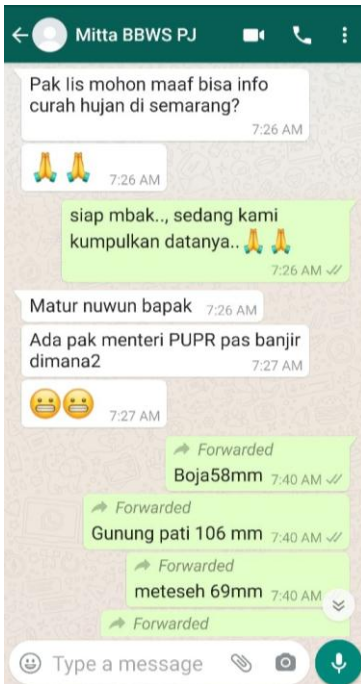 Mitta BBWS PJ
Pak Iis mohon maaf bisa info
curah hujan di semarang?
7:26 AM
7:26 AM
siap mbak.., sedang kami
kumpulkan datanya..
7:26 AM
Matur nuwun bapak 7:26 AM
Ada pak menteri PUPR pas banjir
dimana2
7:27 AM
7:27 AM
Forwarded
Boja58mm 7:40 AM
Forwarded
Gunung pati 106 mm 7:40 AM
Forwarded
meteseh 69mm 7:40 AM
Forwarded
Type a message